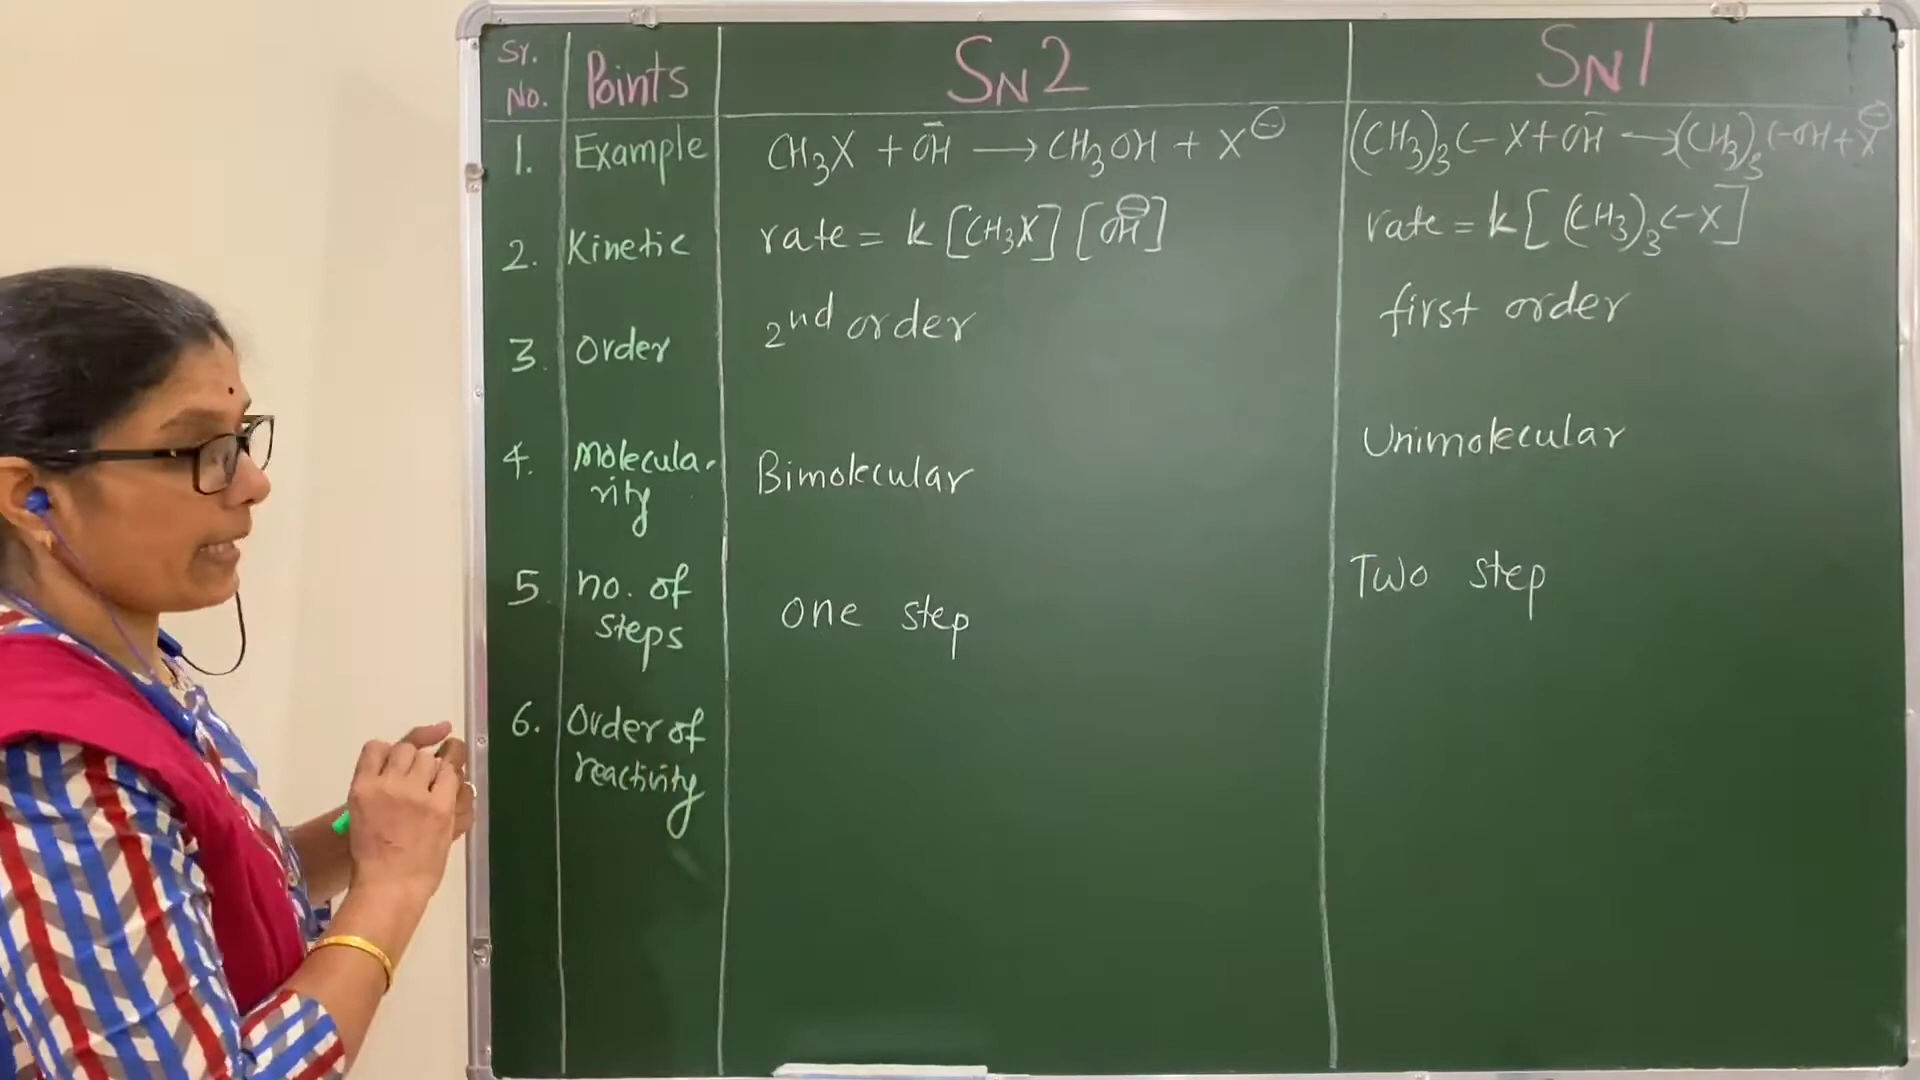 Sr. No. Points SN2 SN1
1. Example CH₃X + ŌH ⟶ CH₃OH + X⊖ (CH₃)₃C-X + ŌH ⟶ (CH₃)₃C-OH + X⊖
2. Kinetic rate = k [CH₃X] [OH⊖] rate = k [(CH₃)₃C-X]
3. Order 2nd order first order
4. Molecula- Bimolecular Unimolecular
rity
5. no. of steps one step Two step
6. Order of
reactivity